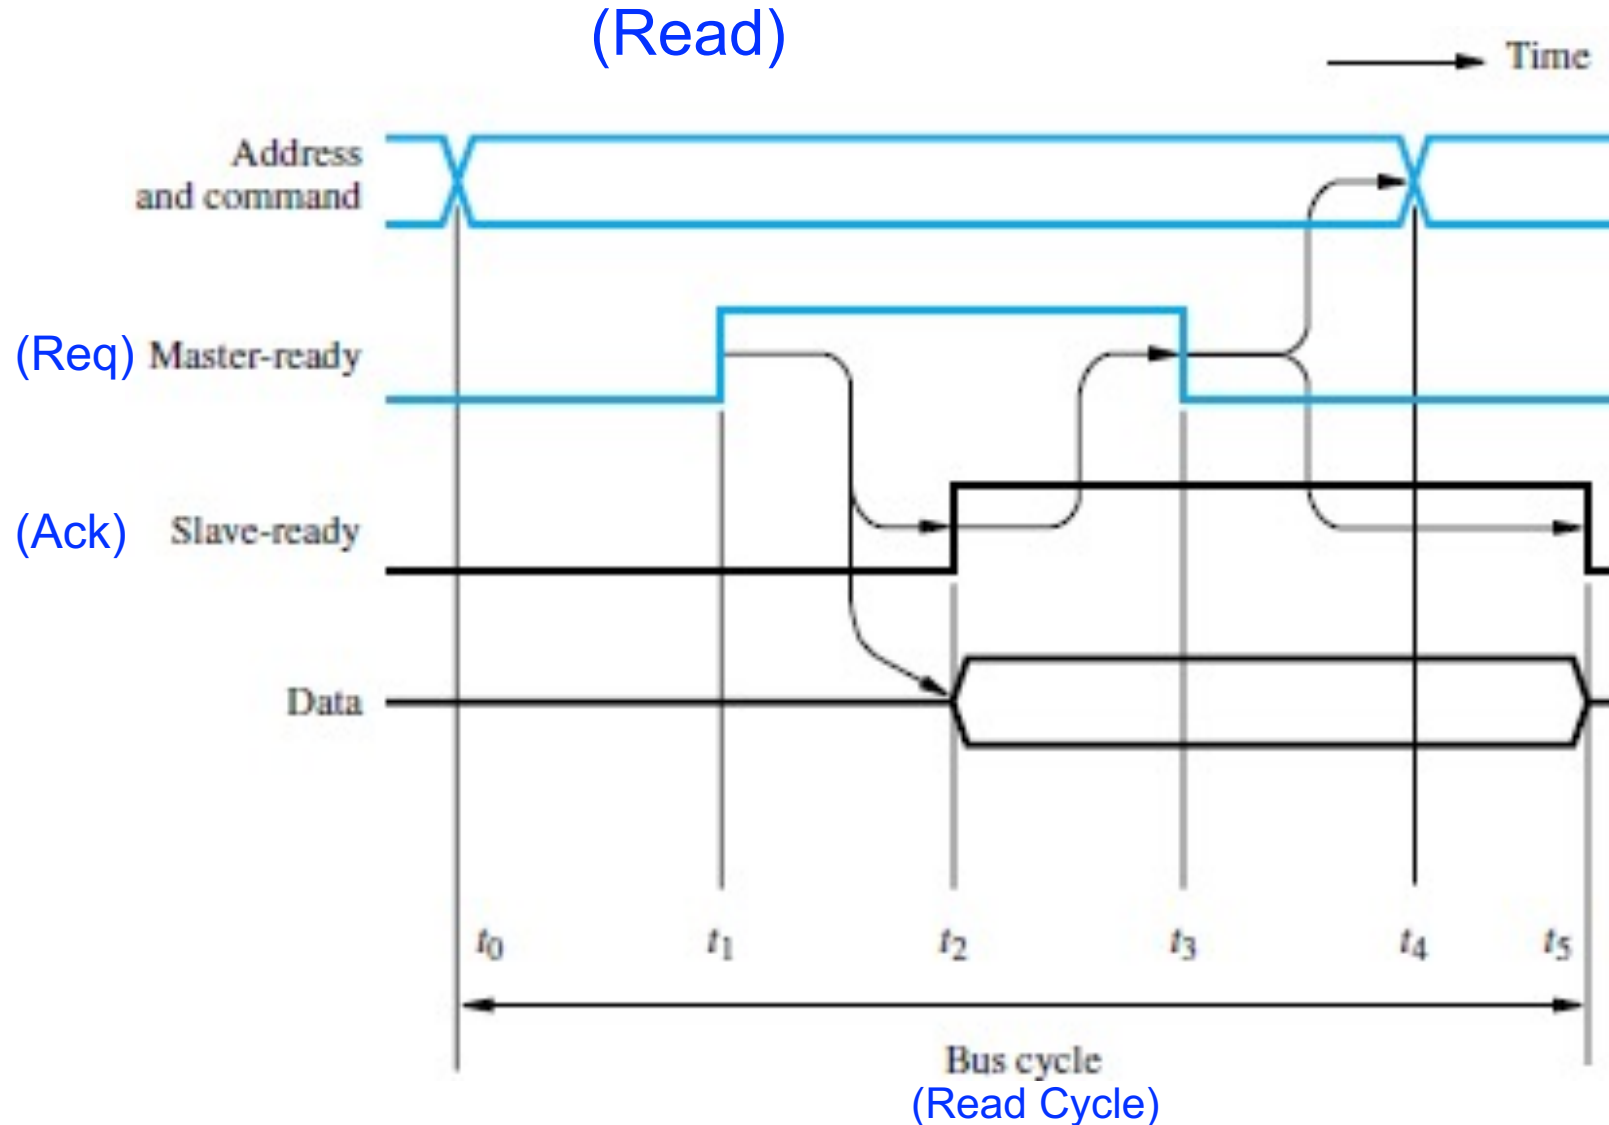 (Read)
Time
Address
and command
(Req) Master-ready
(Ack) Slave-ready
Data
t0 t1 t2 t3 t4 t5
Bus cycle
(Read Cycle)